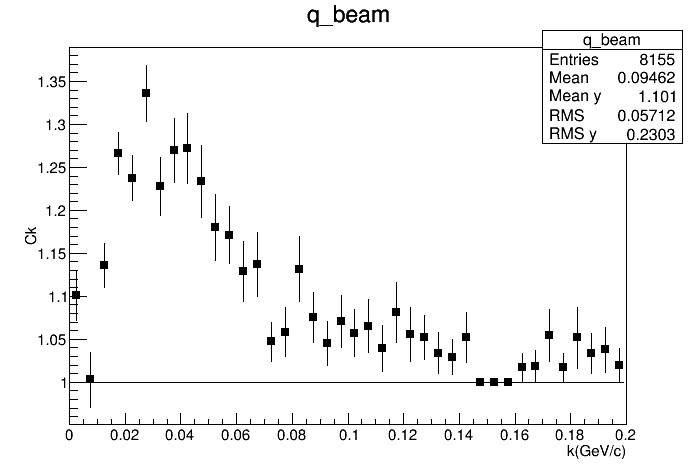 q_beam
q_beam
Entries 8155
Mean 0.09462
Mean y 1.101
RMS 0.05712
RMS y 0.2303
1.35
1.3
1.25
1.2
1.15
1.1
1.05
1
Ck
0 0.02 0.04 0.06 0.08 0.1 0.12 0.14 0.16 0.18 0.2
k(GeV/c)